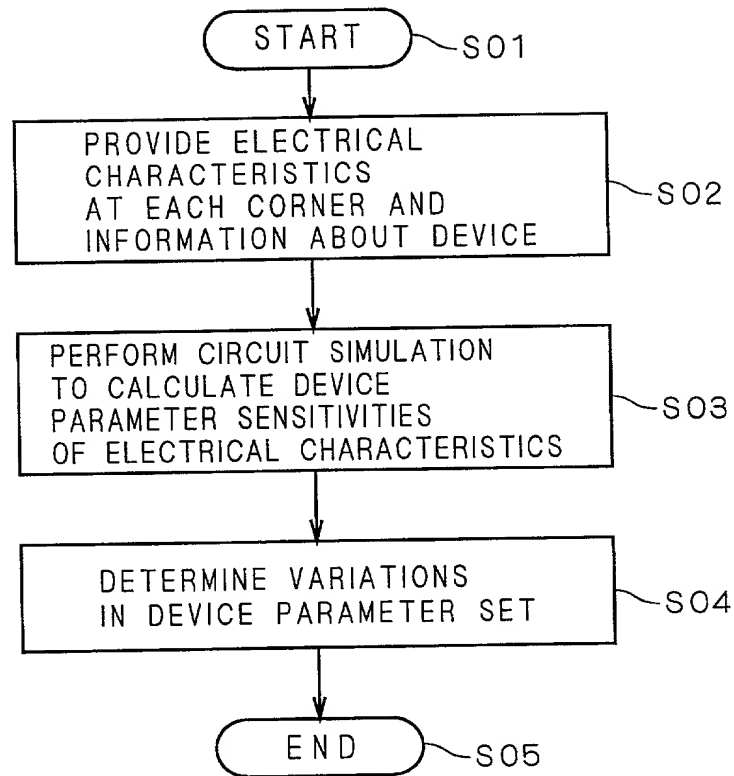 START
S01
PROVIDE ELECTRICAL
CHARACTERISTICS
AT EACH CORNER AND
INFORMATION ABOUT DEVICE
S02
PERFORM CIRCUIT SIMULATION
TO CALCULATE DEVICE
PARAMETER SENSITIVITIES
OF ELECTRICAL CHARACTERISTICS
S03
DETERMINE VARIATIONS
IN DEVICE PARAMETER SET
S04
END
S05